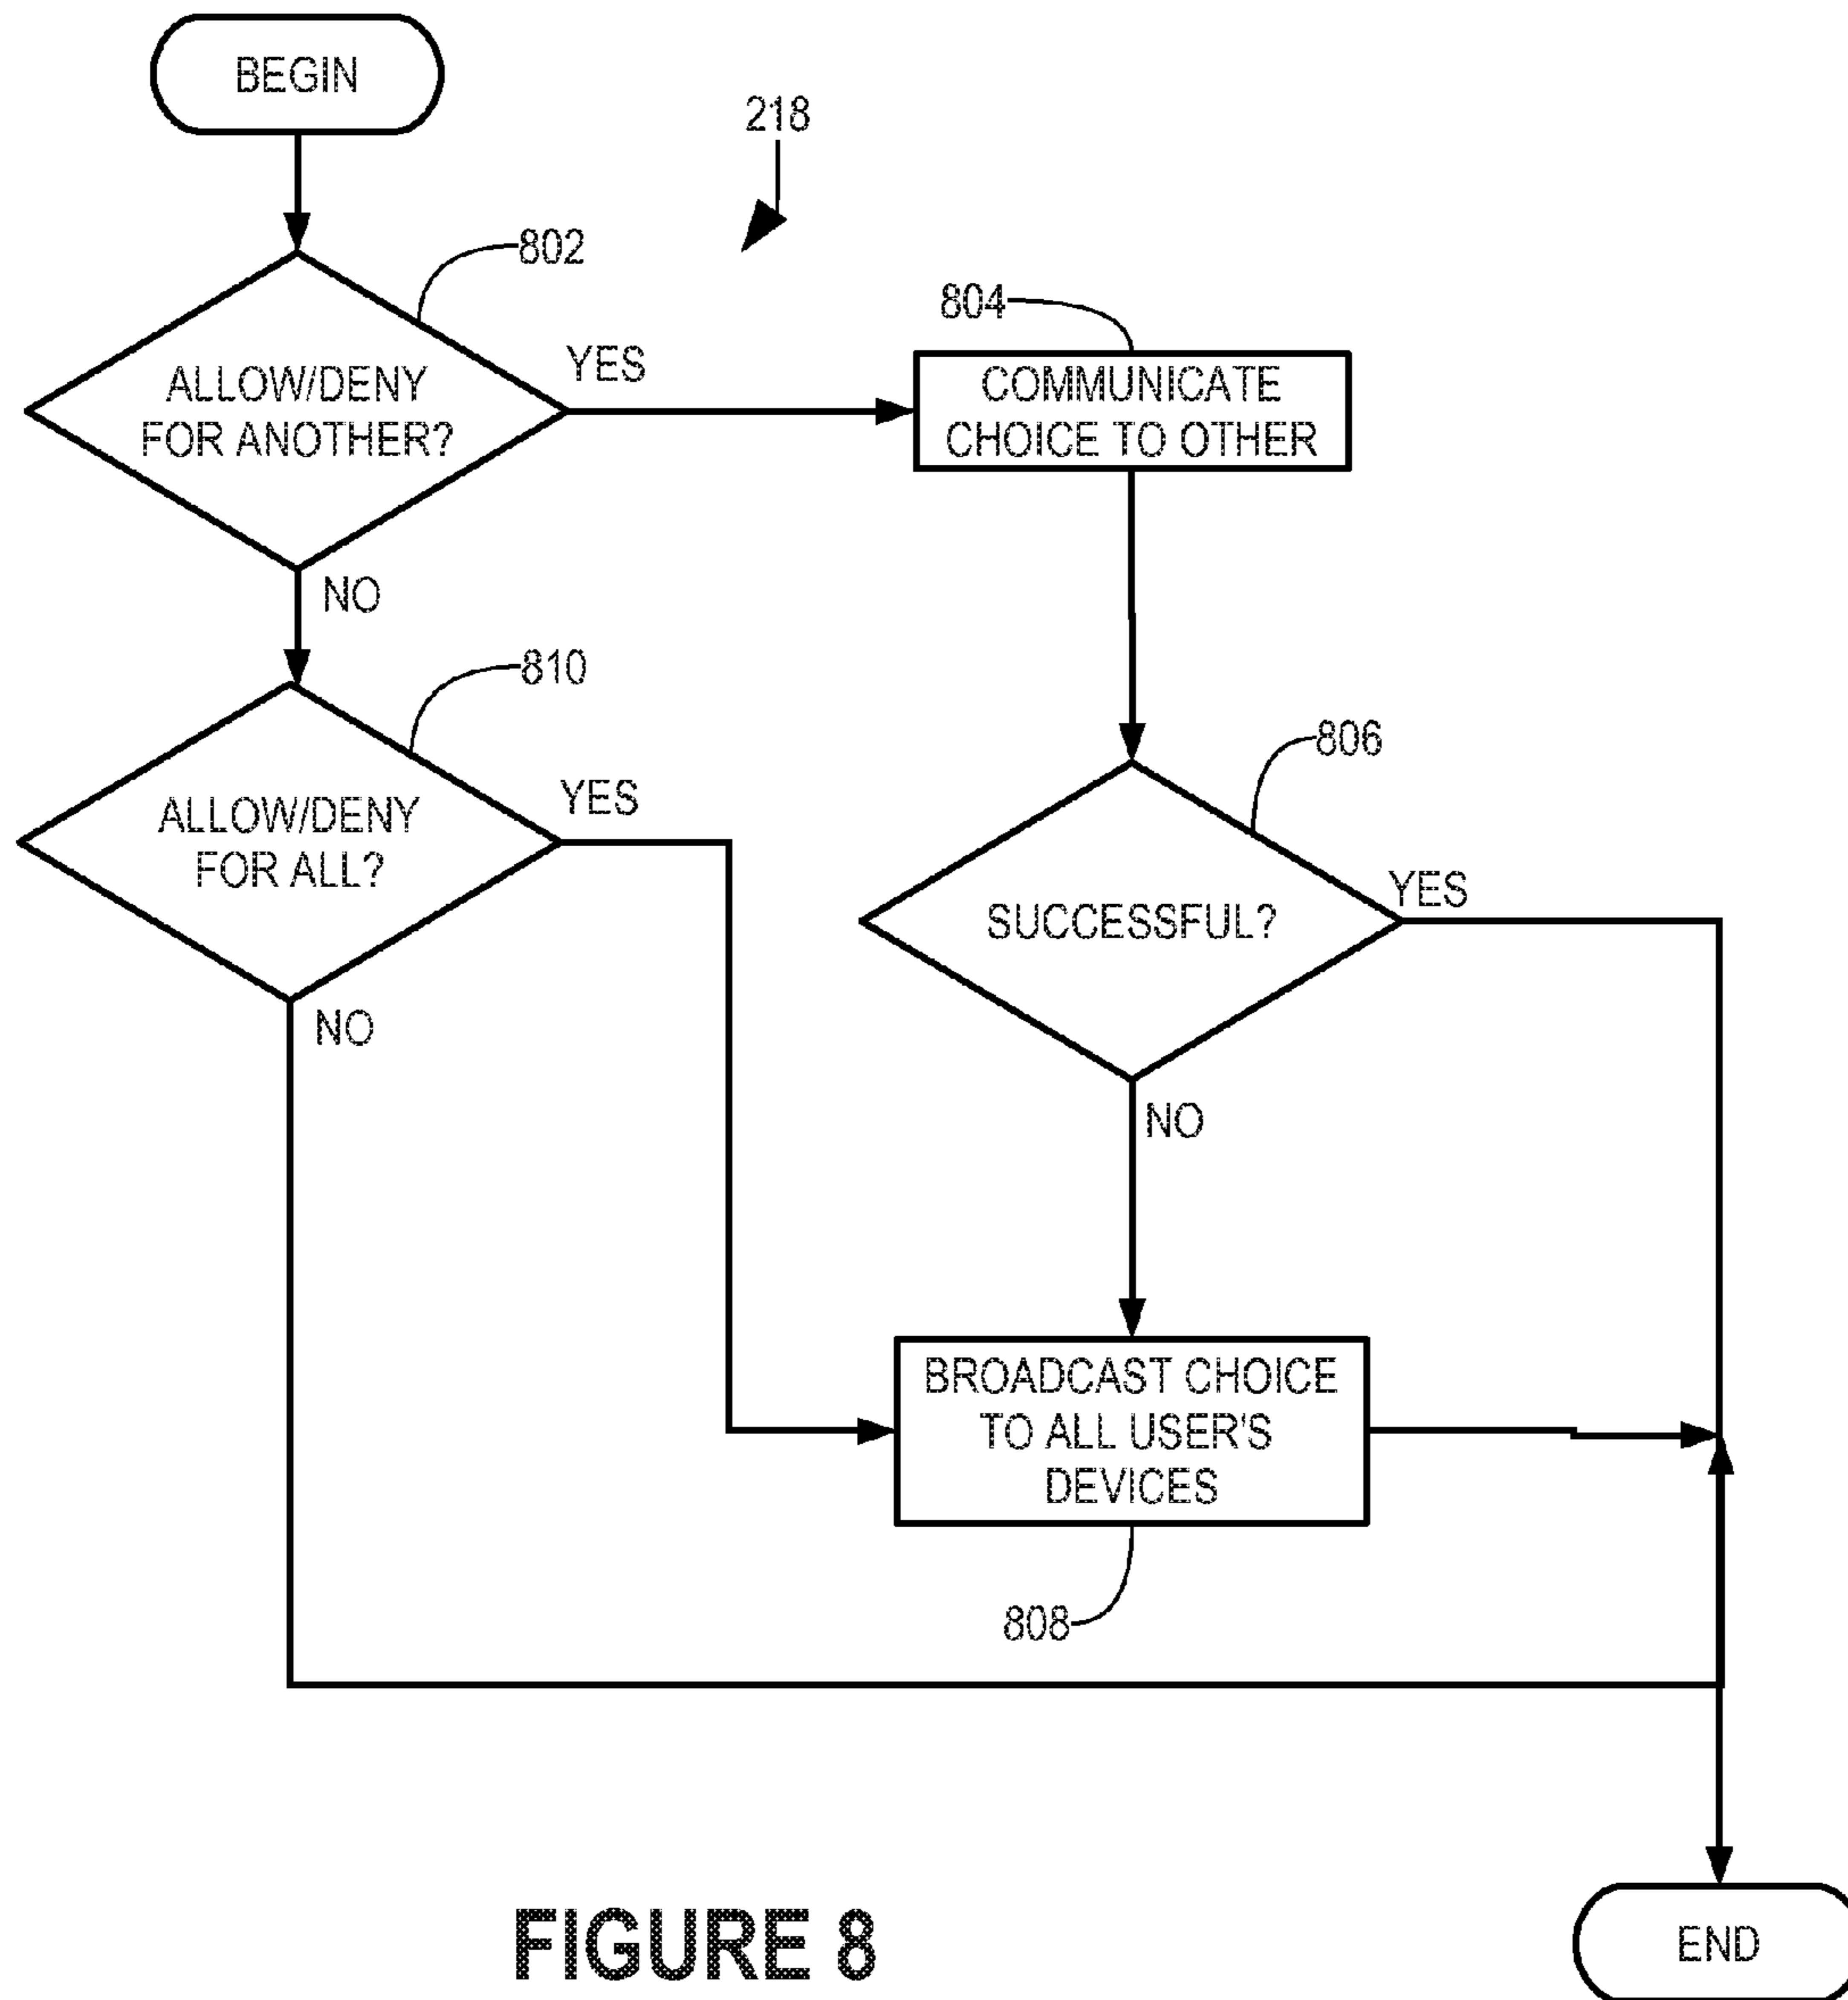 BEGIN
218
802
ALLOW/DENY
FOR ANOTHER?
YES
NO
804
COMMUNICATE
CHOICE TO OTHER
810
ALLOW/DENY
FOR ALL?
YES
NO
806
SUCCESSFUL?
YES
NO
BROADCAST CHOICE
TO ALL USER'S
DEVICES
808
FIGURE 8
END